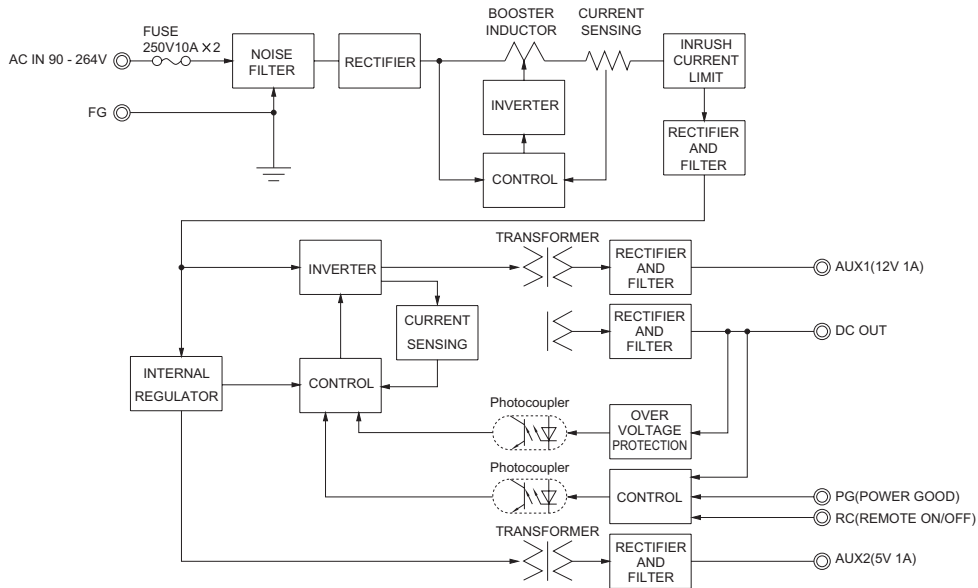 BOOSTER
INDUCTOR
CURRENT
SENSING
FUSE
250V10A ×2
AC IN 90 - 264V
NOISE
FILTER
RECTIFIER
INRUSH
CURRENT
LIMIT
INVERTER
FG
RECTIFIER
AND
FILTER
CONTROL
TRANSFORMER
INVERTER
RECTIFIER
AND
FILTER
AUX1(12V 1A)
CURRENT
SENSING
RECTIFIER
AND
FILTER
DC OUT
INTERNAL
REGULATOR
CONTROL
Photocoupler
OVER
VOLTAGE
PROTECTION
Photocoupler
CONTROL
PG(POWER GOOD)
RC(REMOTE ON/OFF)
TRANSFORMER
RECTIFIER
AND
FILTER
AUX2(5V 1A)